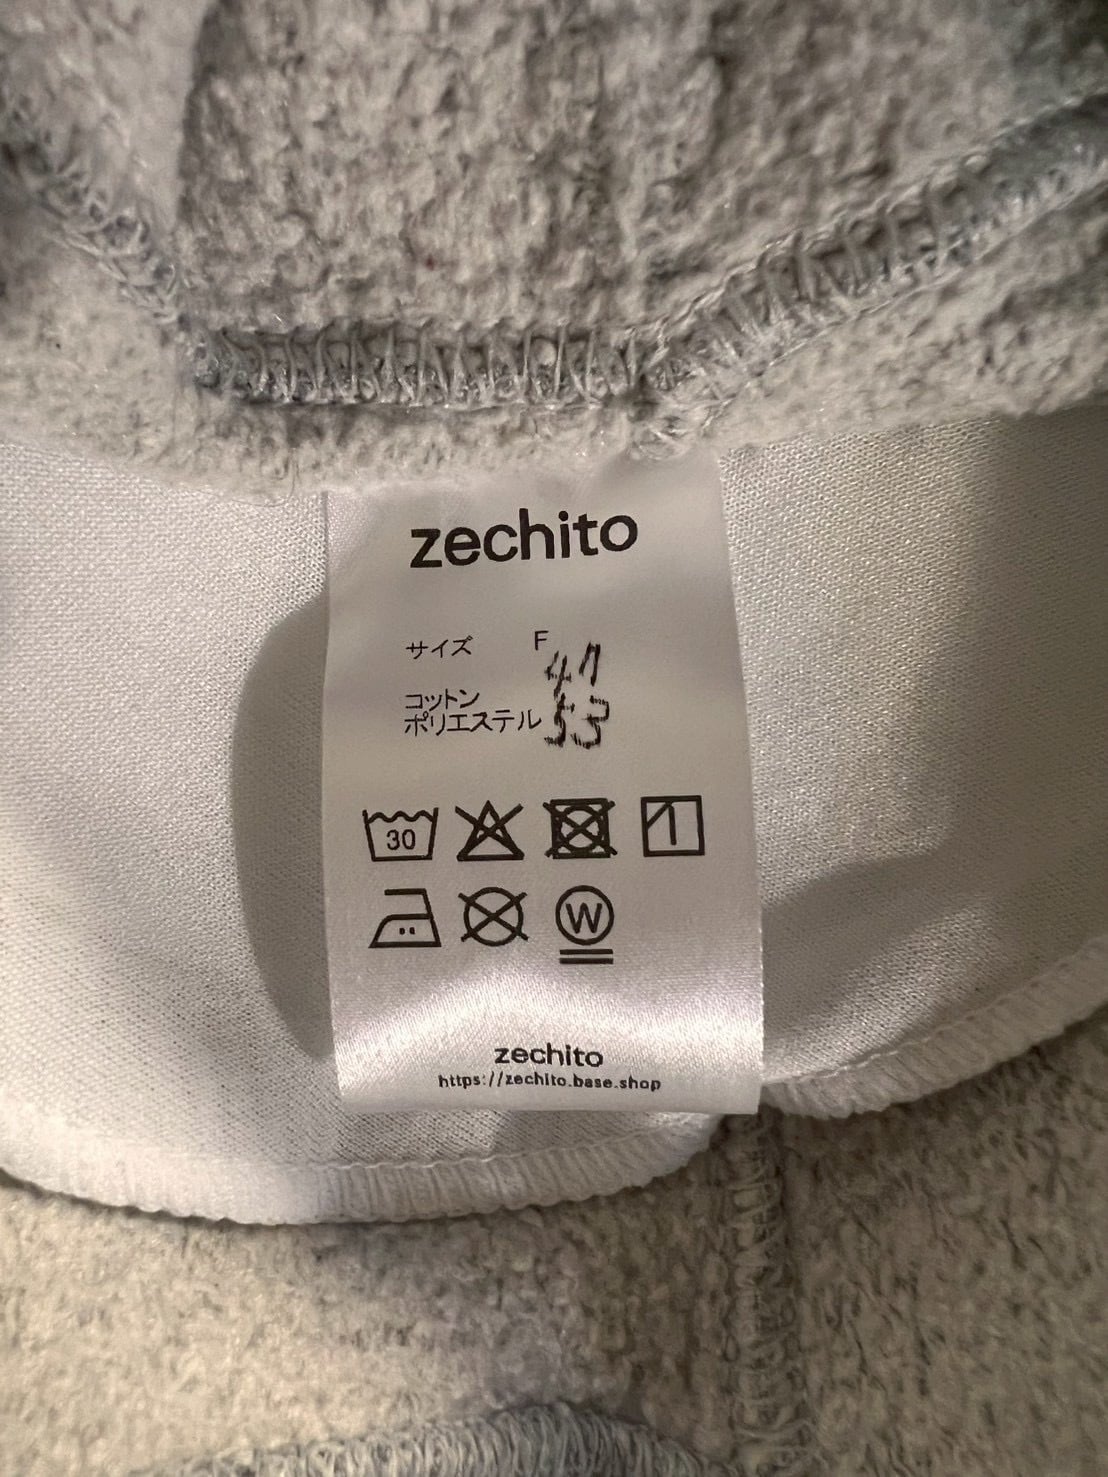 zechito
サイズ F
コットン 47
ポリエステル 53
30
W
zechito
https://zechito.base.shop